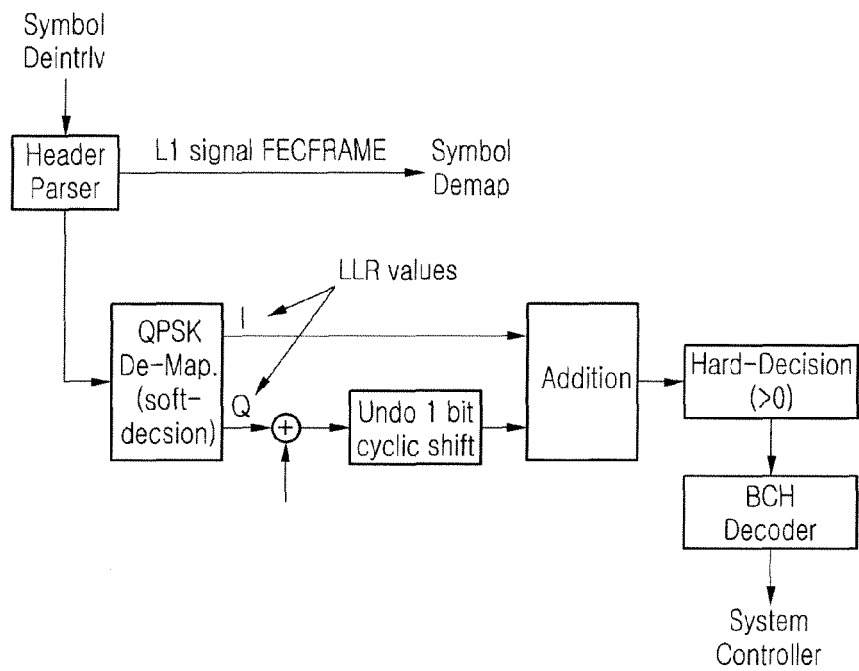 Symbol
Deintrlv
Header
Parser
L1 signal FECFRAME
Symbol
Demap
LLR values
QPSK
De-Map.
(soft-
decsion)
I
Q
+
Undo 1 bit
cyclic shift
Addition
Hard-Decision
(>0)
BCH
Decoder
System
Controller